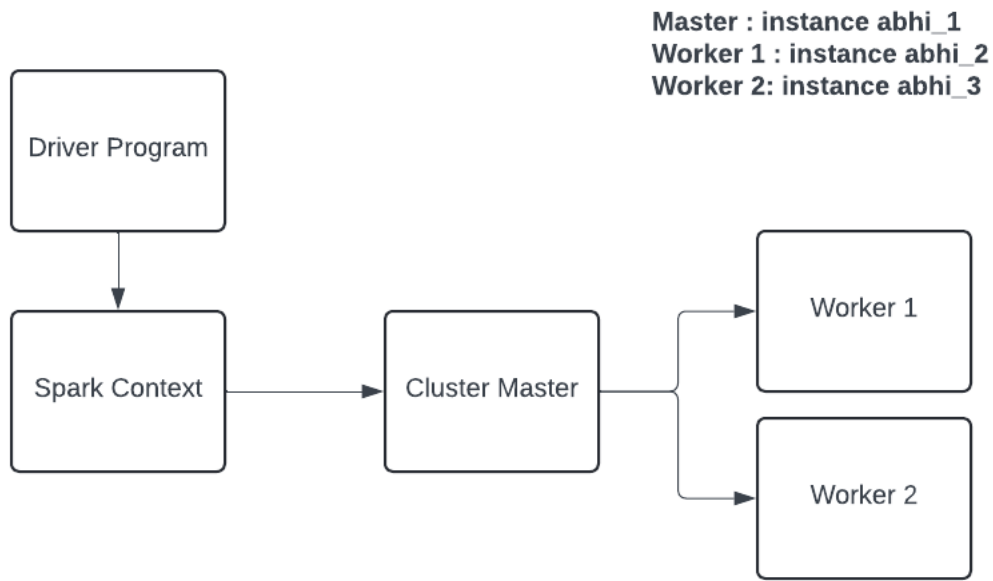 Master : instance abhi_1
Worker 1 : instance abhi_2
Worker 2: instance abhi_3
Driver Program
Spark Context
Cluster Master
Worker 1
Worker 2